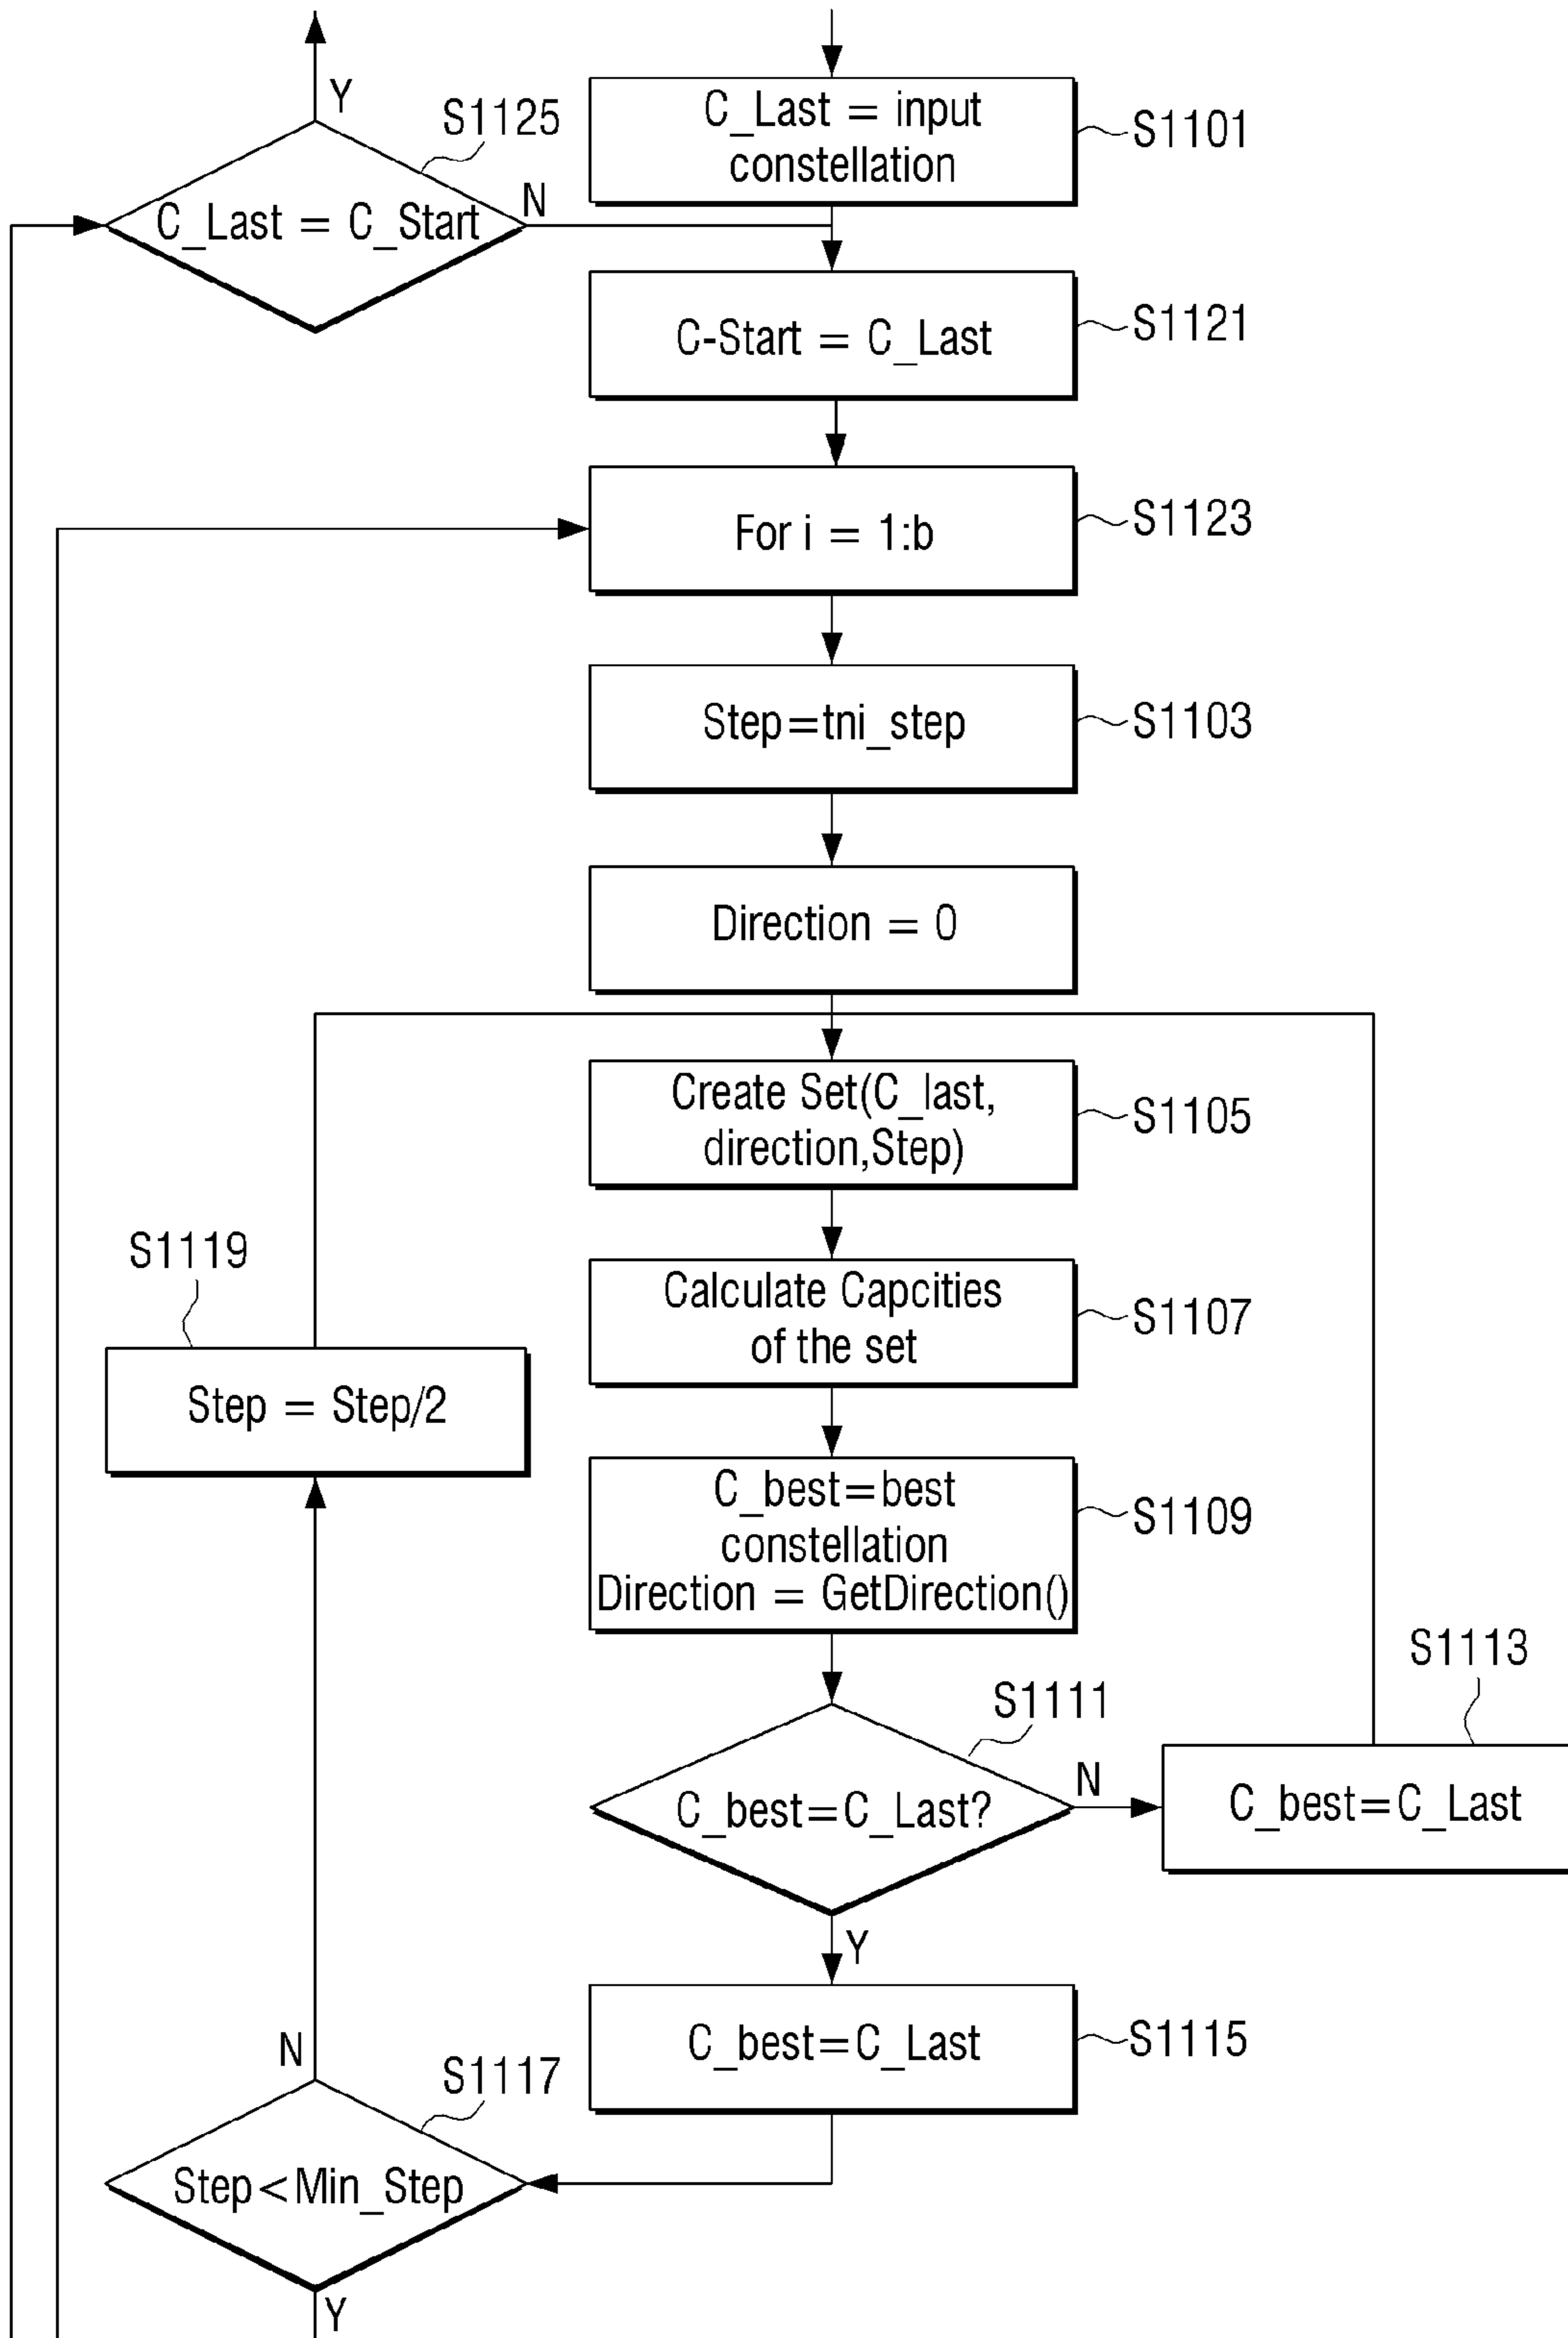 Y
S1125
C_Last = C_Start
N
C_Last = input
constellation
S1101
C-Start = C_Last
S1121
For i = 1:b
S1123
Step=tni_step
S1103
Direction = 0
Create Set(C_last,
direction,Step)
S1105
S1119
Step = Step/2
Calculate Capcities
of the set
S1107
C_best=best
constellation
Direction = GetDirection()
S1109
S1111
C_best=C_Last?
N
S1113
C_best=C_Last
Y
C_best=C_Last
S1115
N
S1117
Step<Min_Step
Y